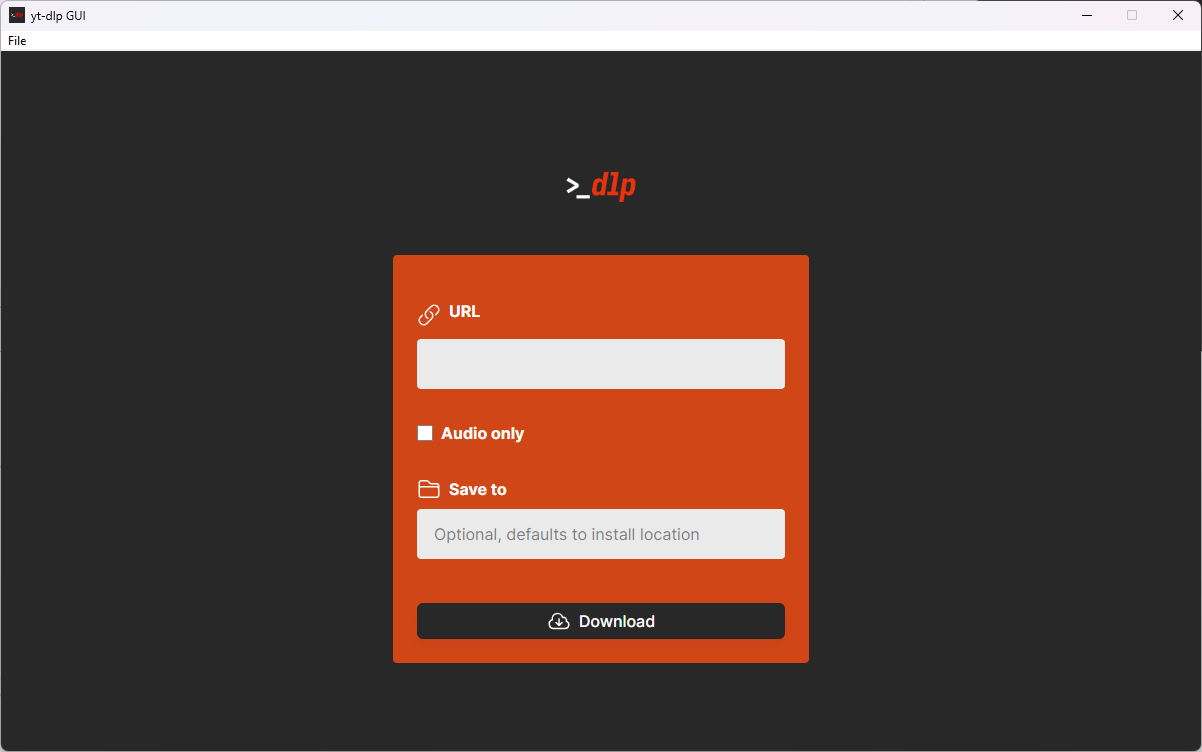 yt-dlp GUI
File
>_dlp
URL
Audio only
Save to
Optional, defaults to install location
Download